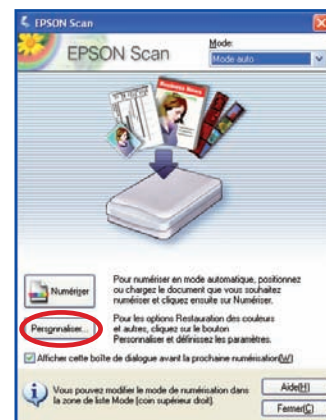 EPSON Scan
EPSON Scan
Mode:
Mode auto
Business News
Numériser
Pour numériser en mode automatique, positionnez
ou chargez le document que vous souhaitez
numériser et cliquez ensuite sur Numériser.
Personnaliser...
Pour les options Restauration des couleurs
et autres, cliquez sur le bouton
Personnaliser et définissez les paramètres.
Afficher cette boîte de dialogue avant la prochaine numérisation(W)
Vous pouvez modifier le mode de numérisation dans
la zone de liste Mode [coin supérieur droit].
Aide(H)
Fermer(C)